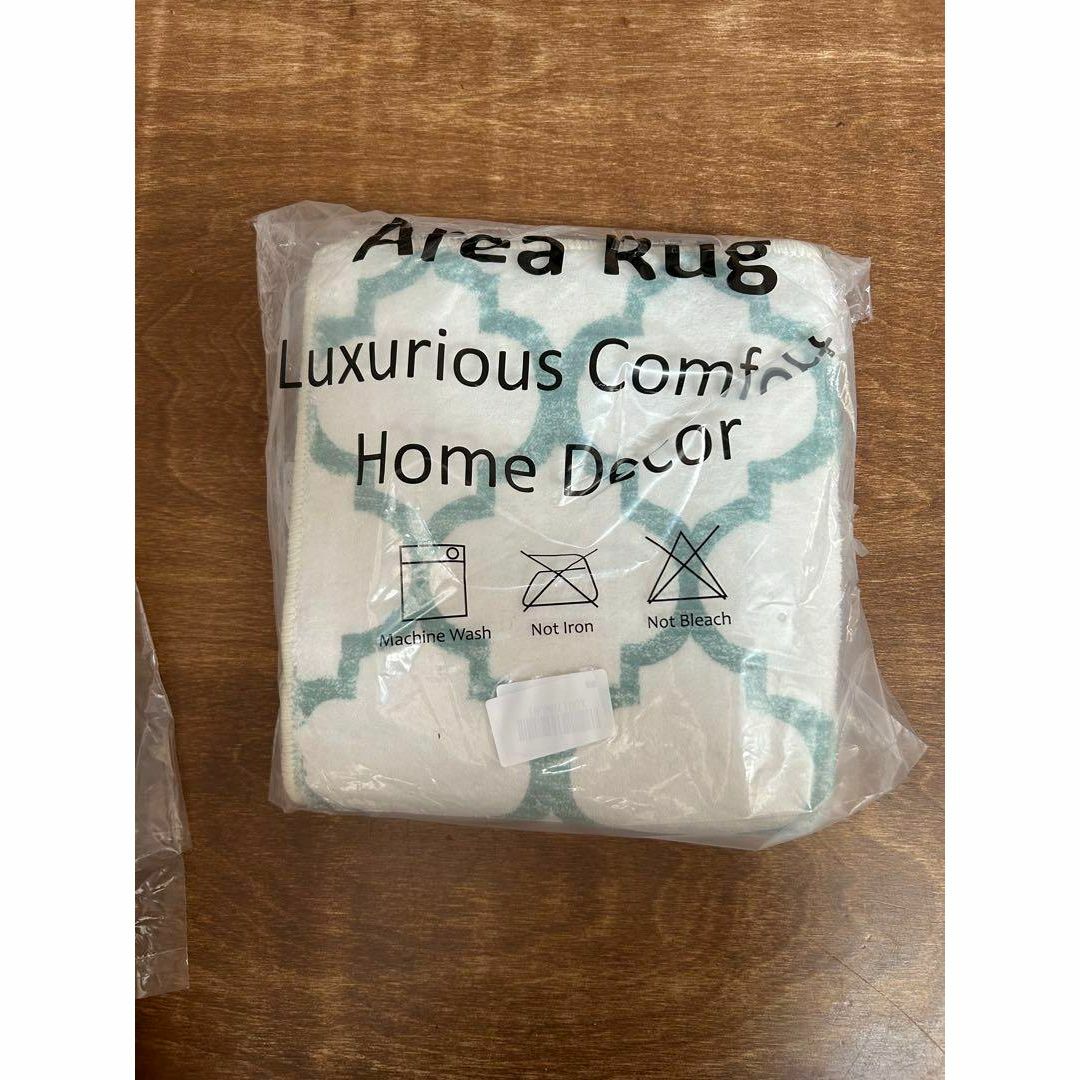 Area Rug
Luxurious Comfort
Home Decor
Machine Wash
Not Iron
Not Bleach